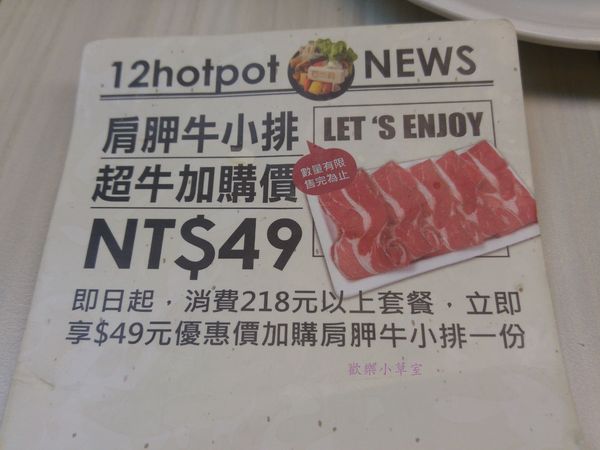 12hotpot NEWS
肩胛牛小排
超牛加購價
NT$49
LET 'S ENJOY
數量有限
售完為止
即日起，消費218元以上套餐，立即
享$49元優惠價加購肩胛牛小排一份
歡樂小草室